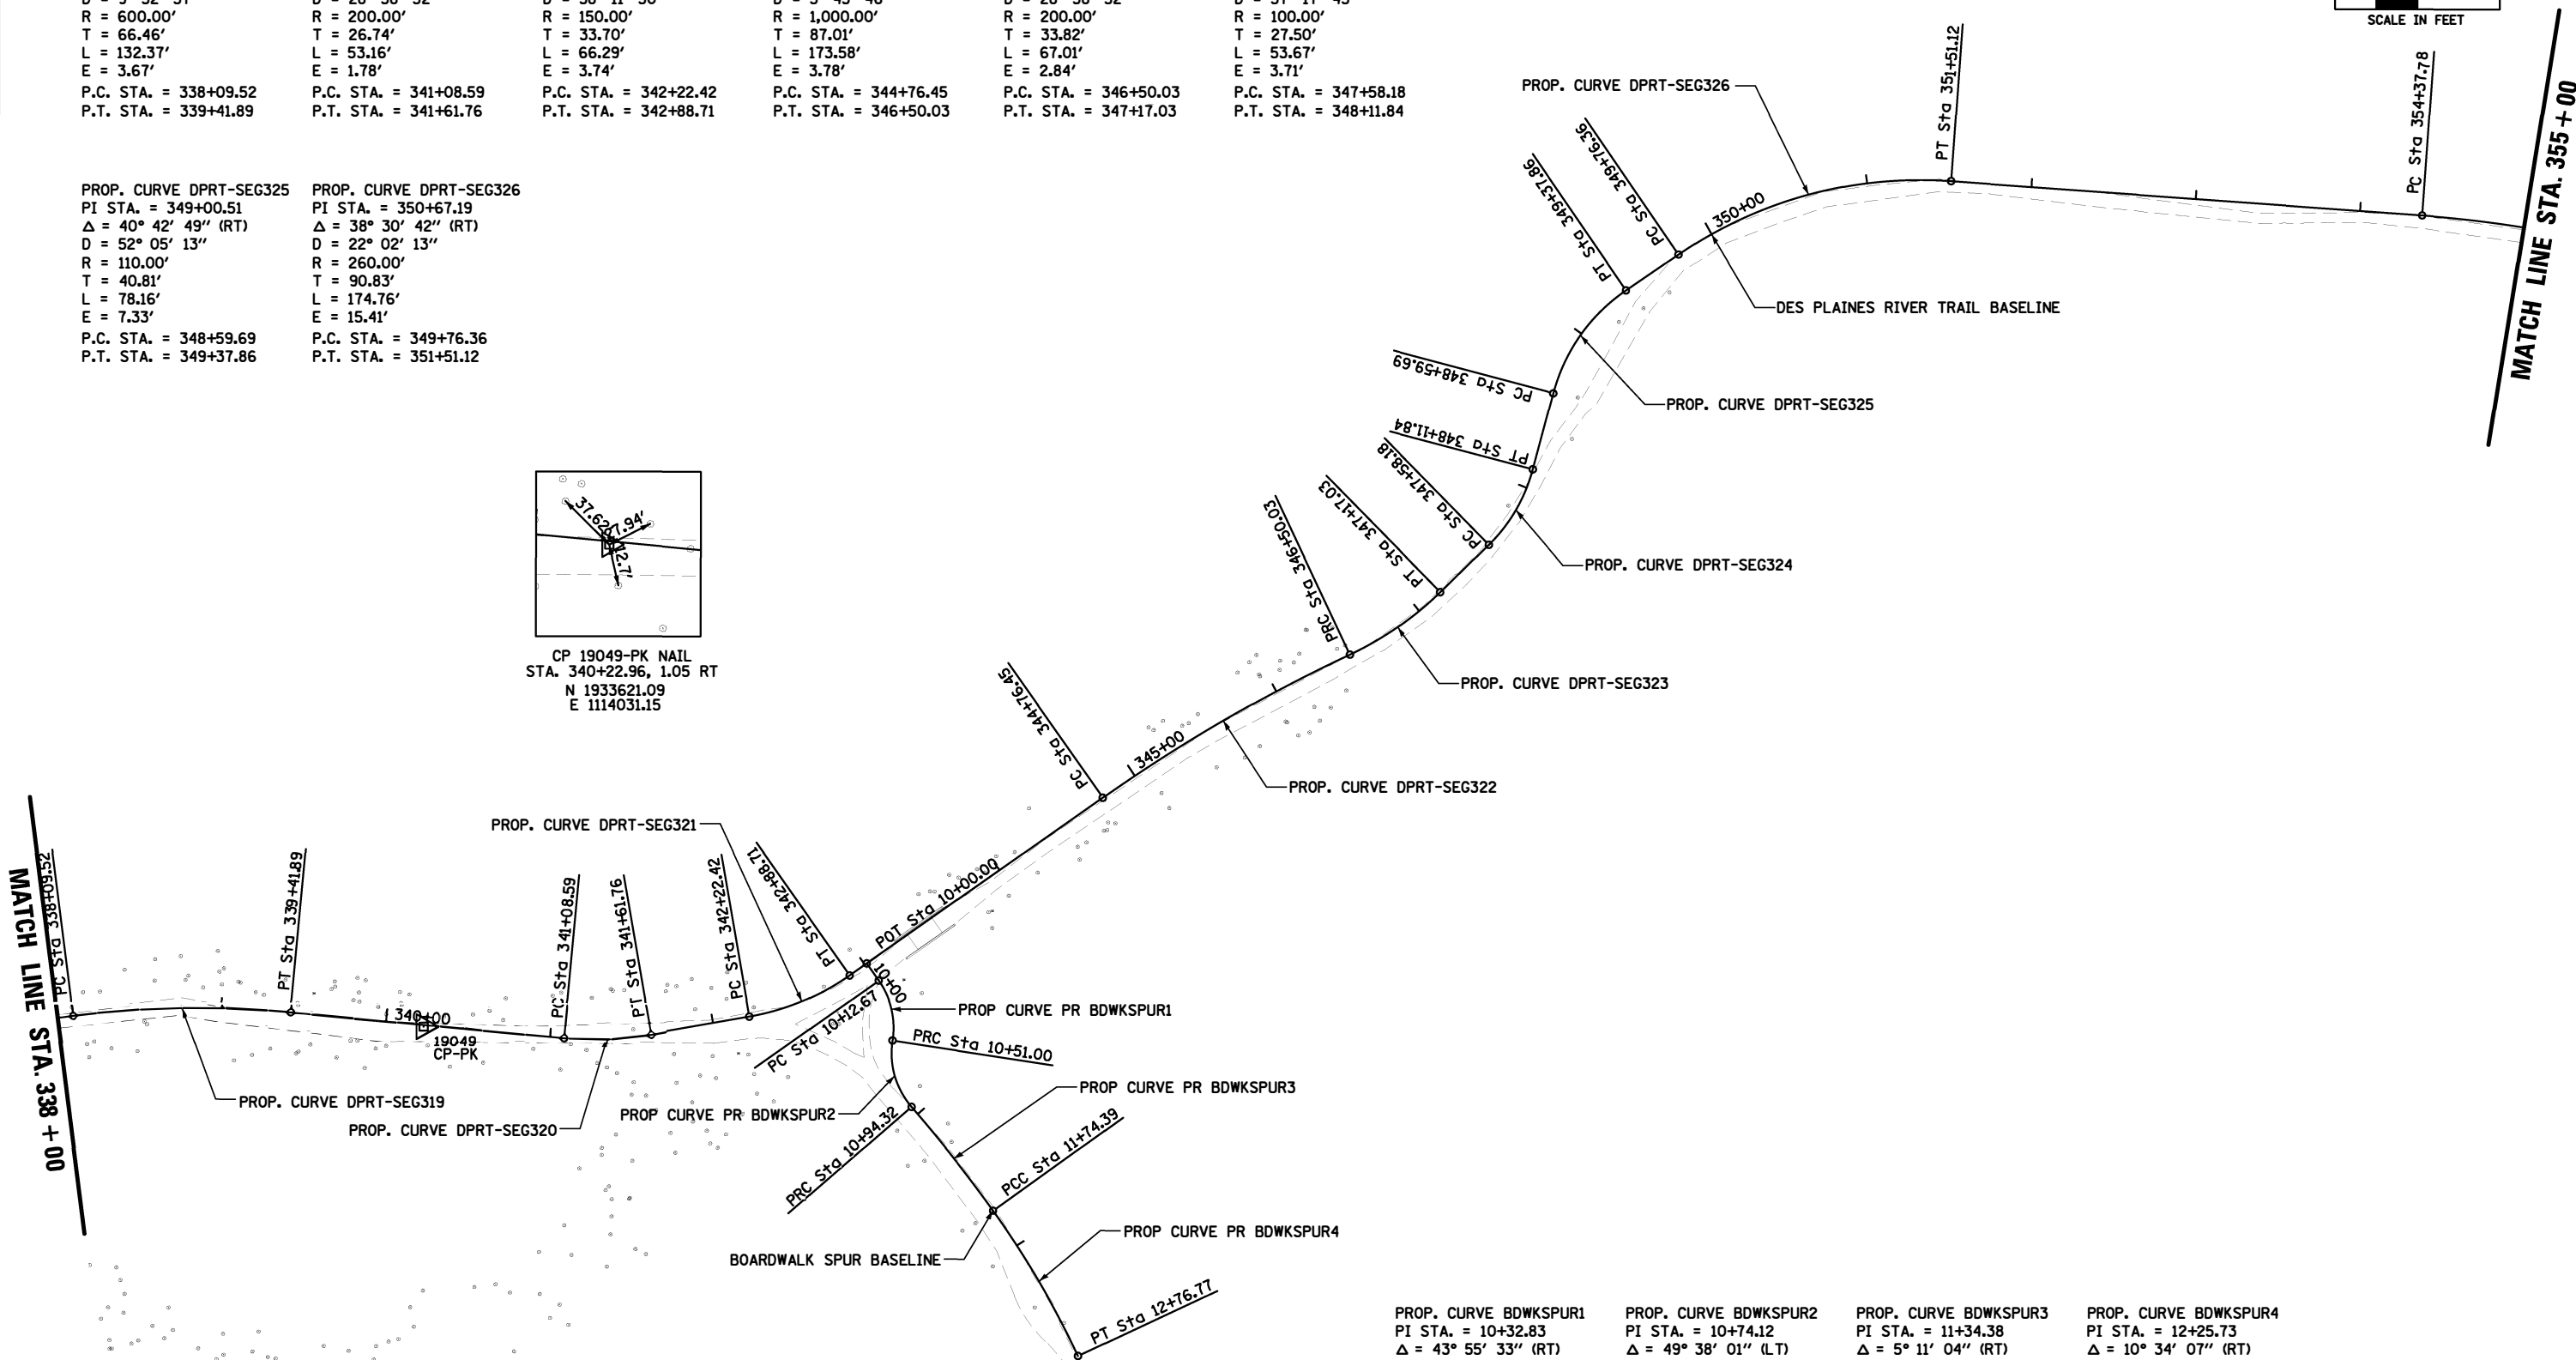 R = 600.00′
T = 66.46′
L = 132.37′
E = 3.67′
P.C. STA. = 338+09.52
P.T. STA. = 339+41.89
R = 200.00′
T = 26.74′
L = 53.16′
E = 1.78′
P.C. STA. = 341+08.59
P.T. STA. = 341+61.76
R = 150.00′
T = 33.70′
L = 66.29′
E = 3.74′
P.C. STA. = 342+22.42
P.T. STA. = 342+88.71
R = 1,000.00′
T = 87.01′
L = 173.58′
E = 3.78′
P.C. STA. = 344+76.45
P.T. STA. = 346+50.03
R = 200.00′
T = 33.82′
L = 67.01′
E = 2.84′
P.C. STA. = 346+50.03
P.T. STA. = 347+17.03
R = 100.00′
T = 27.50′
L = 53.67′
E = 3.71′
P.C. STA. = 347+58.18
P.T. STA. = 348+11.84
SCALE IN FEET
PROP. CURVE DPRT-SEG325
PI STA. = 349+00.51
Δ = 40° 42′ 49″ (RT)
D = 52° 05′ 13″
R = 110.00′
T = 40.81′
L = 78.16′
E = 7.33′
P.C. STA. = 348+59.69
P.T. STA. = 349+37.86
PROP. CURVE DPRT-SEG326
PI STA. = 350+67.19
Δ = 38° 30′ 42″ (RT)
D = 22° 02′ 13″
R = 260.00′
T = 90.83′
L = 174.76′
E = 15.41′
P.C. STA. = 349+76.36
P.T. STA. = 351+51.12
PROP. CURVE DPRT-SEG326
PT Sta 351+51.12
PC Sta 354+37.78
MATCH LINE STA. 355+00
PC Sta 349+76.36
PT Sta 349+37.86
350+00
DES PLAINES RIVER TRAIL BASELINE
PC Sta 348+59.69
PROP. CURVE DPRT-SEG325
PT Sta 348+11.84
PC Sta 347+58.18
PT Sta 347+17.03
PRC Sta 346+50.03
PROP. CURVE DPRT-SEG324
PROP. CURVE DPRT-SEG323
37.62′
7.94′
12.7′
CP 19049-PK NAIL
STA. 340+22.96, 1.05 RT
N 1933621.09
E 1114031.15
PC Sta 344+76.45
345+00
PROP. CURVE DPRT-SEG322
PROP. CURVE DPRT-SEG321
MATCH LINE STA. 338+00
PC Sta 338+09.52
PT Sta 339+41.89
PC Sta 341+08.59
PT Sta 341+61.76
PC Sta 342+22.42
PT Sta 342+88.71
POT Sta 10+00.00
10+00
340+00
19049
CP-PK
PC Sta 10+12.67
PROP CURVE PR BDWKSPUR1
PRC Sta 10+51.00
PROP CURVE PR BDWKSPUR3
PROP. CURVE DPRT-SEG319
PROP CURVE PR BDWKSPUR2
PROP. CURVE DPRT-SEG320
PRC Sta 10+94.32
PCC Sta 11+74.39
PROP CURVE PR BDWKSPUR4
BOARDWALK SPUR BASELINE
PT Sta 12+76.77
PROP. CURVE BDWKSPUR1
PI STA. = 10+32.83
Δ = 43° 55′ 33″ (RT)
PROP. CURVE BDWKSPUR2
PI STA. = 10+74.12
Δ = 49° 38′ 01″ (LT)
PROP. CURVE BDWKSPUR3
PI STA. = 11+34.38
Δ = 5° 11′ 04″ (RT)
PROP. CURVE BDWKSPUR4
PI STA. = 12+25.73
Δ = 10° 34′ 07″ (RT)